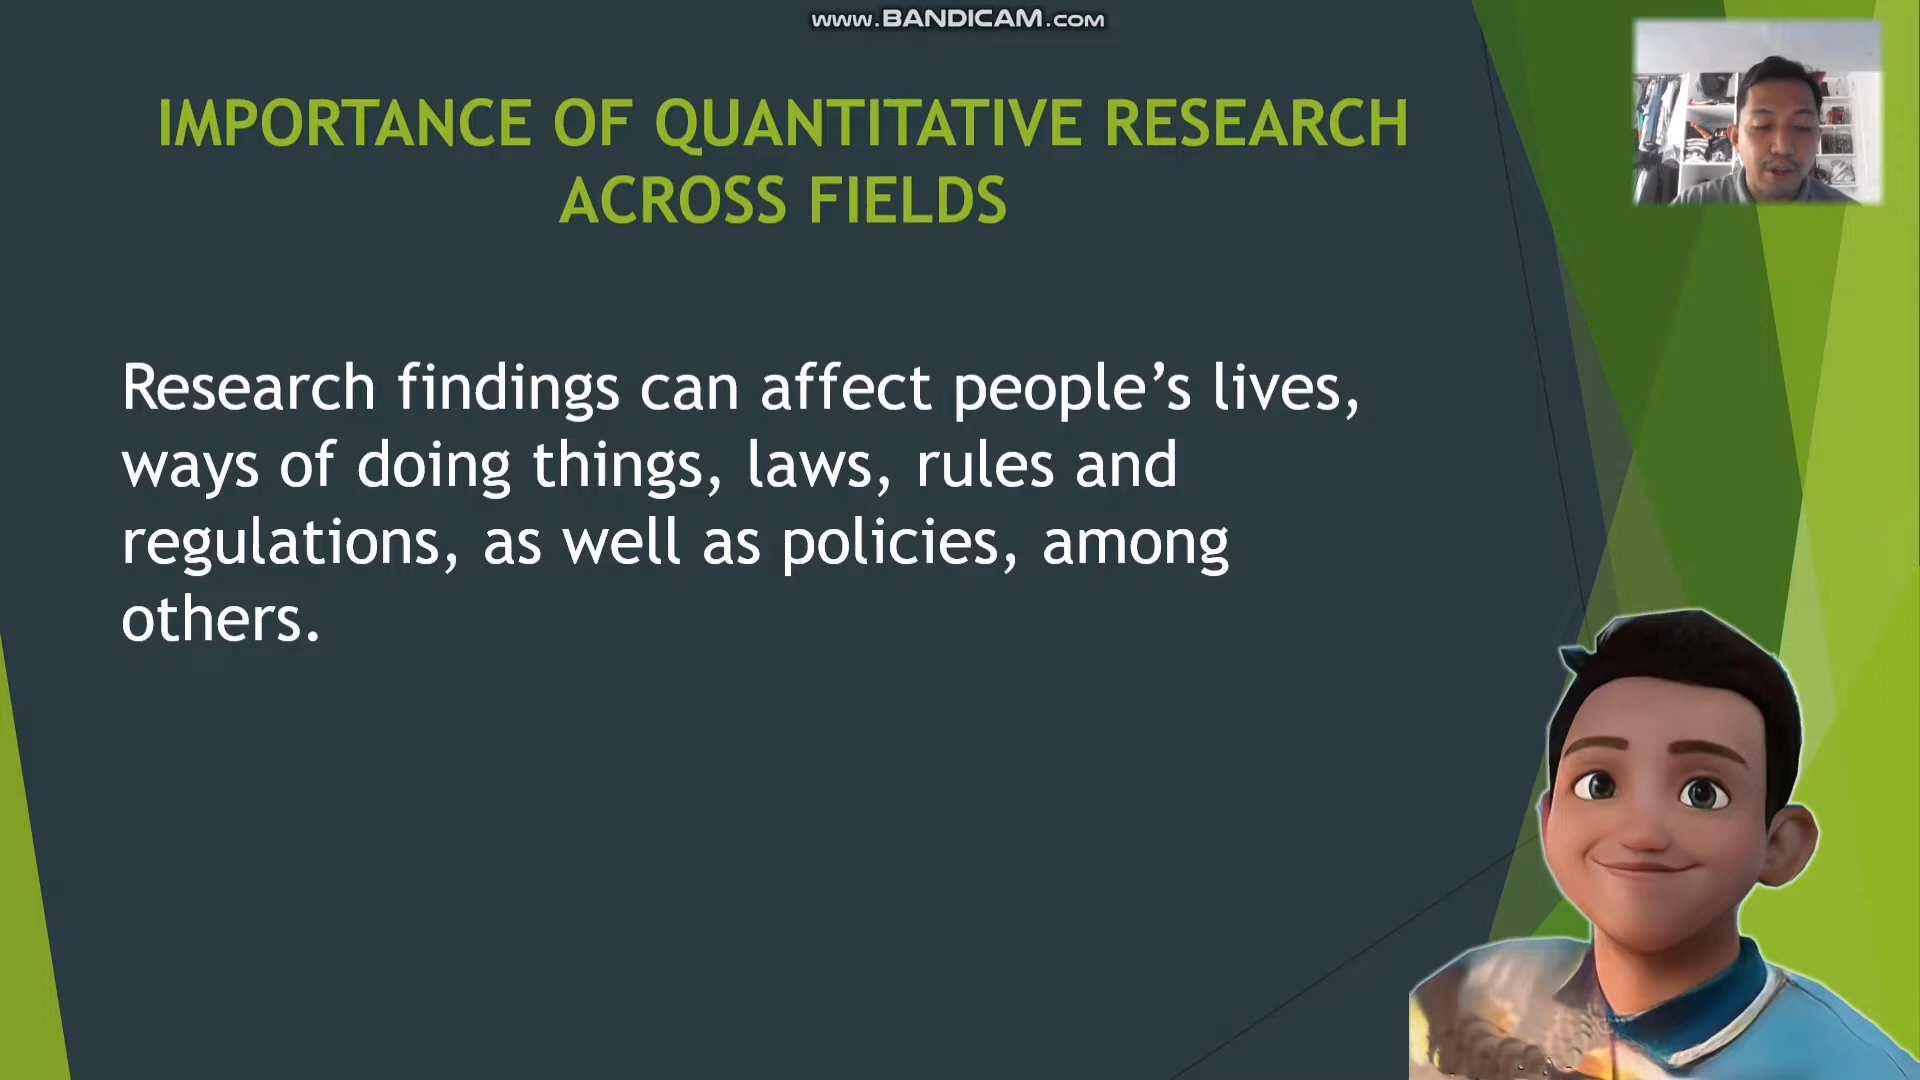 www.BANDICAM.com
IMPORTANCE OF QUANTITATIVE RESEARCH
ACROSS FIELDS
Research findings can affect people’s lives,
ways of doing things, laws, rules and
regulations, as well as policies, among
others.